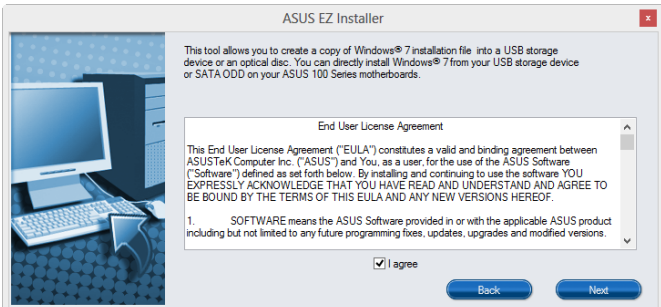 ASUS EZ Installer
x
This tool allows you to create a copy of Windows® 7 installation file into a USB storage
device or an optical disc. You can directly install Windows® 7 from your USB storage device
or SATA ODD on your ASUS 100 Series motherboards.
End User License Agreement
This End User License Agreement ("EULA") constitutes a valid and binding agreement between
ASUSTeK Computer Inc. ("ASUS") and You, as a user, for the use of the ASUS Software
("Software") defined as set forth below. By installing and continuing to use the software YOU
EXPRESSLY ACKNOWLEDGE THAT YOU HAVE READ AND UNDERSTAND AND AGREE TO
BE BOUND BY THE TERMS OF THIS EULA AND ANY NEW VERSIONS HEREOF.
1. SOFTWARE means the ASUS Software provided in or with the applicable ASUS product
including but not limited to any future programming fixes, updates, upgrades and modified versions.
I agree
Back Next